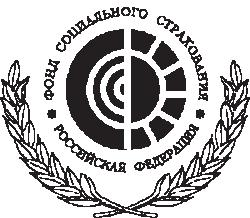 ФОНД СОЦИАЛЬНОГО СТРАХОВАНИЯ
РОССИЙСКАЯ ФЕДЕРАЦИЯ